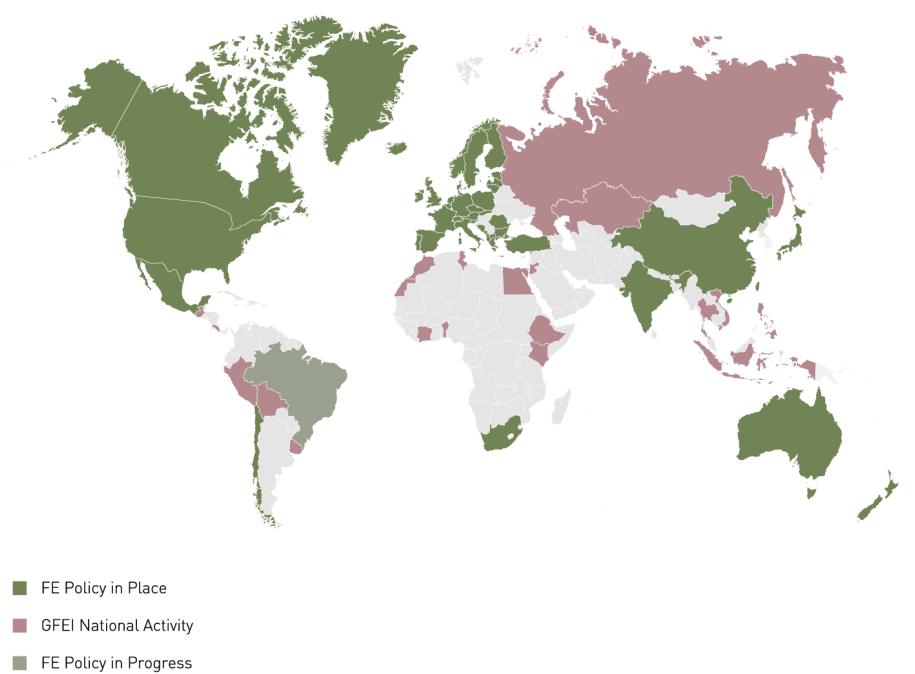 FE Policy in Place
GFEI National Activity
FE Policy in Progress